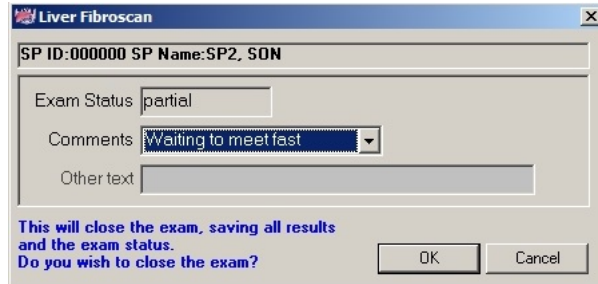 Liver Fibroscan
SP ID:000000 SP Name:SP2, SON
Exam Status partial
Comments Waiting to meet fast
Other text
This will close the exam, saving all results
and the exam status.
Do you wish to close the exam?
OK Cancel